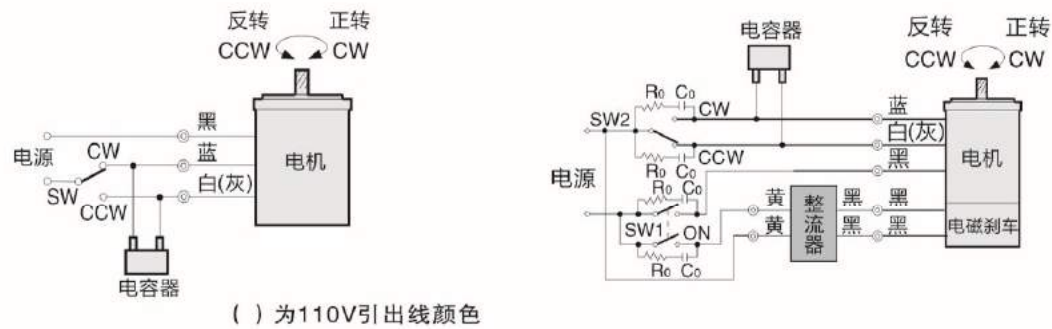 反转 正转
CCW CW
黑
电源 CW 蓝 电机
SW 白(灰)
CCW
电容器
( ) 为110V引出线颜色
电容器 反转 正转
CCW CW
R0 C0
CW 蓝
SW2 白(灰)
CCW 黑 电机
R0 C0
电源 R0 C0
黄 整流器 黑 黑
SW1 ON 电磁刹车
黄 黑 黑
R0 C0